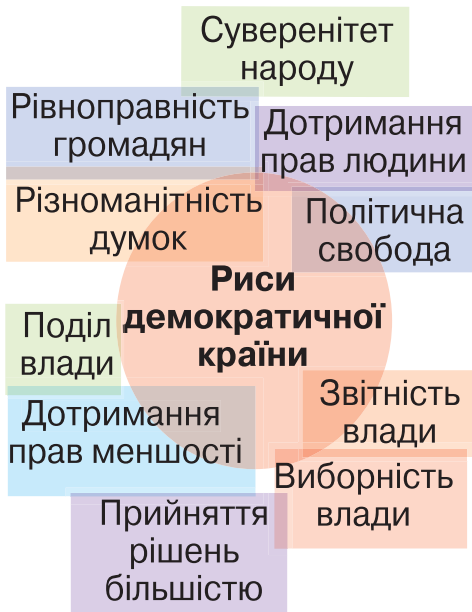 Суверенітет
народу
Рівноправність
громадян
Дотримання
прав людини
Різноманітність
думок
Політична
свобода
Риси
демократичної
країни
Поділ
влади
Звітність
влади
Дотримання
прав меншості
Виборність
влади
Прийняття
рішень
більшістю